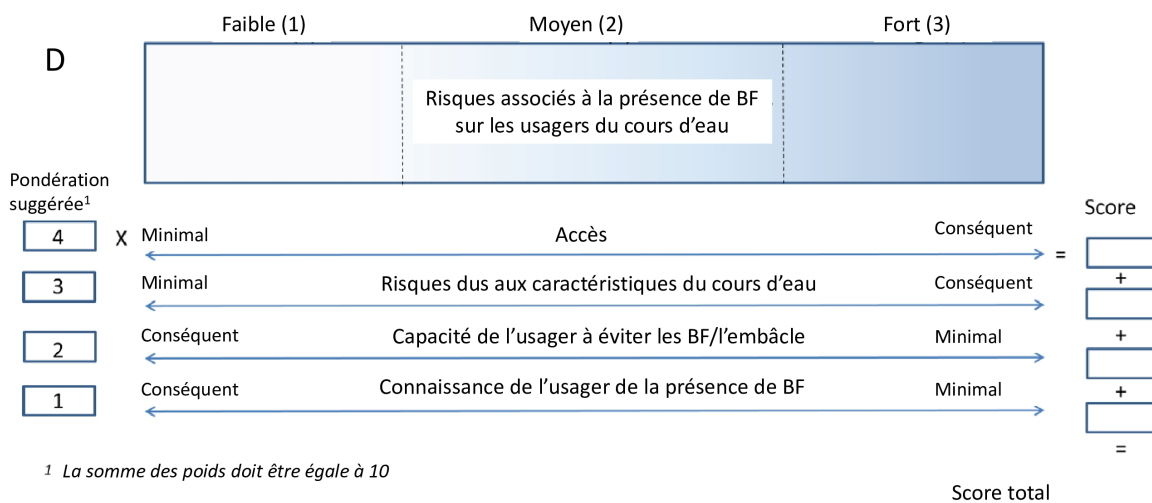 Faible (1) Moyen (2) Fort (3)
D
Risques associés à la présence de BF
sur les usagers du cours d'eau
Pondération
suggérée¹
Score
4 X Minimal Accès Conséquent =
+
3 Minimal Risques dus aux caractéristiques du cours d'eau Conséquent
+
2 Conséquent Capacité de l'usager à éviter les BF/l'embâcle Minimal
+
1 Conséquent Connaissance de l'usager de la présence de BF Minimal
=
¹ La somme des poids doit être égale à 10
Score total